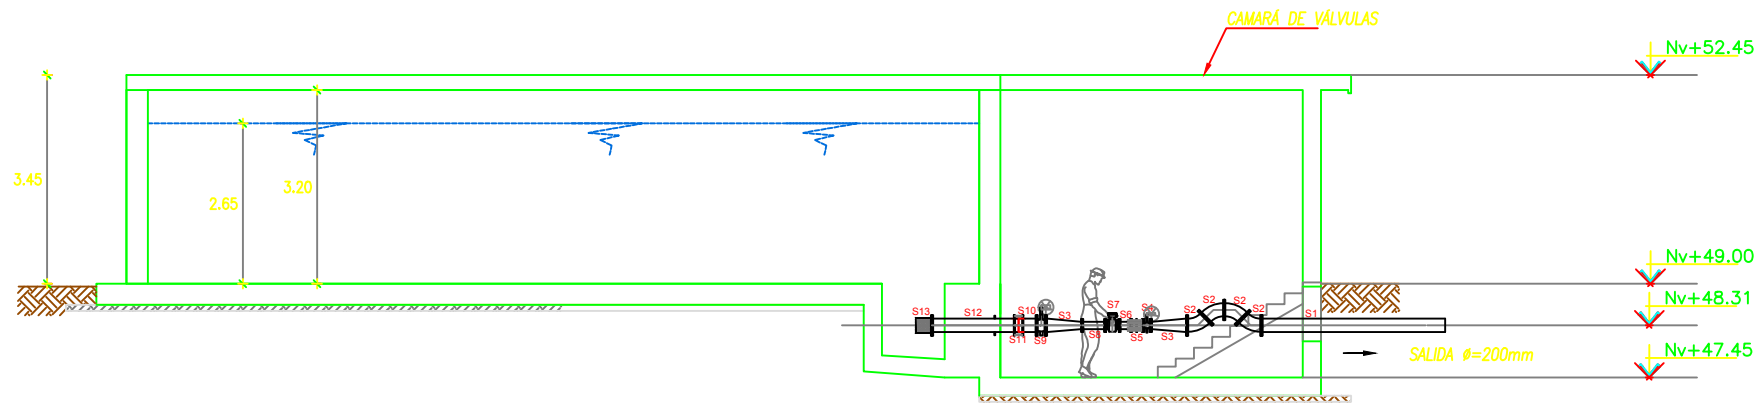 CAMARÁ DE VÁLVULAS
Nv+52.45
3.45
2.65
3.20
Nv+49.00
Nv+48.31
S13
S12
S10
S11
S9
S3
S8
S7
S6
S5
S4
S3
S2
S2
S2
S2
S1
SALIDA ø=200mm
Nv+47.45